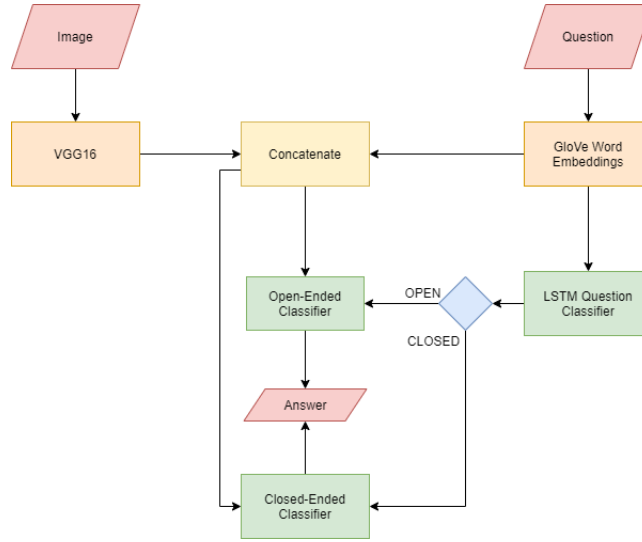 Image
Question
VGG16
Concatenate
GloVe Word
Embeddings
Open-Ended
Classifier
OPEN
LSTM Question
Classifier
CLOSED
Answer
Closed-Ended
Classifier